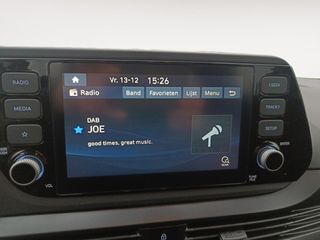 Vr. 13-12 15:26
Radio Band Favorieten Lijst Menu
RADIO
MEDIA
DAB
JOE
good times. great music.
SEEK
TRACK
SETUP
VOL
ENTER